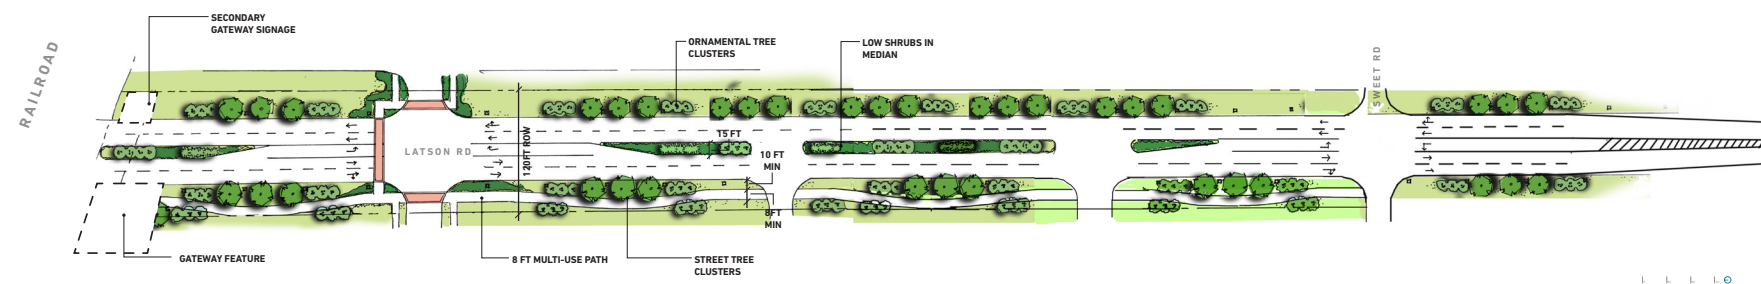 SECONDARY
GATEWAY SIGNAGE
RAILROAD
ORNAMENTAL TREE
CLUSTERS
LOW SHRUBS IN
MEDIAN
SWEET RD
LATSON RD
120FT ROW
15 FT
10 FT
MIN
8FT
MIN
GATEWAY FEATURE
8 FT MULTI-USE PATH
STREET TREE
CLUSTERS